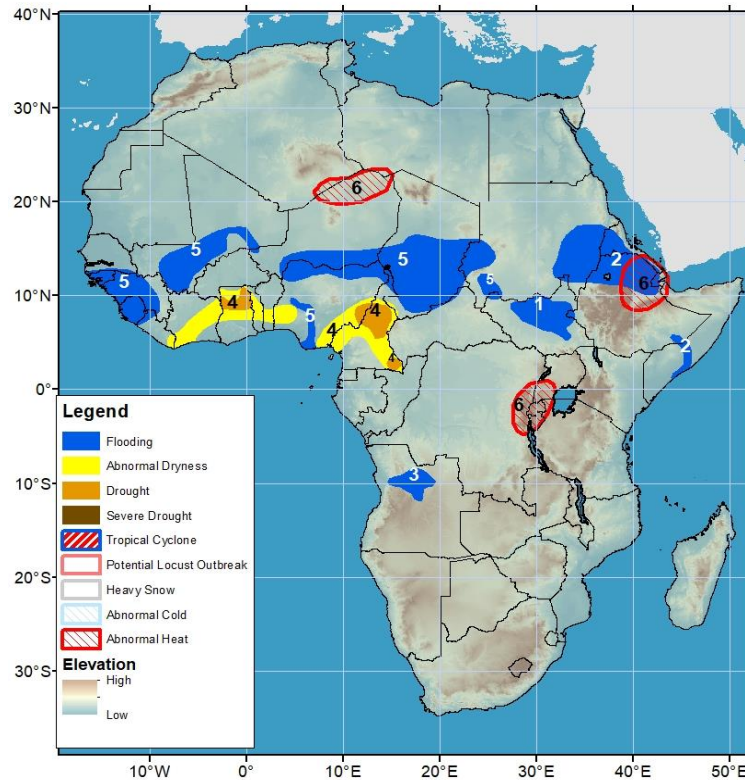 40°N
30°N
20°N
10°N
0°
10°S
20°S
30°S
6
5
5
5
2
6
5
4
5
4
4
1
2
4
6
3
Legend
Flooding
Abnormal Dryness
Drought
Severe Drought
Tropical Cyclone
Potential Locust Outbreak
Heavy Snow
Abnormal Cold
Abnormal Heat
Elevation
High
Low
10°W
0°
10°E
20°E
30°E
40°E
50°E